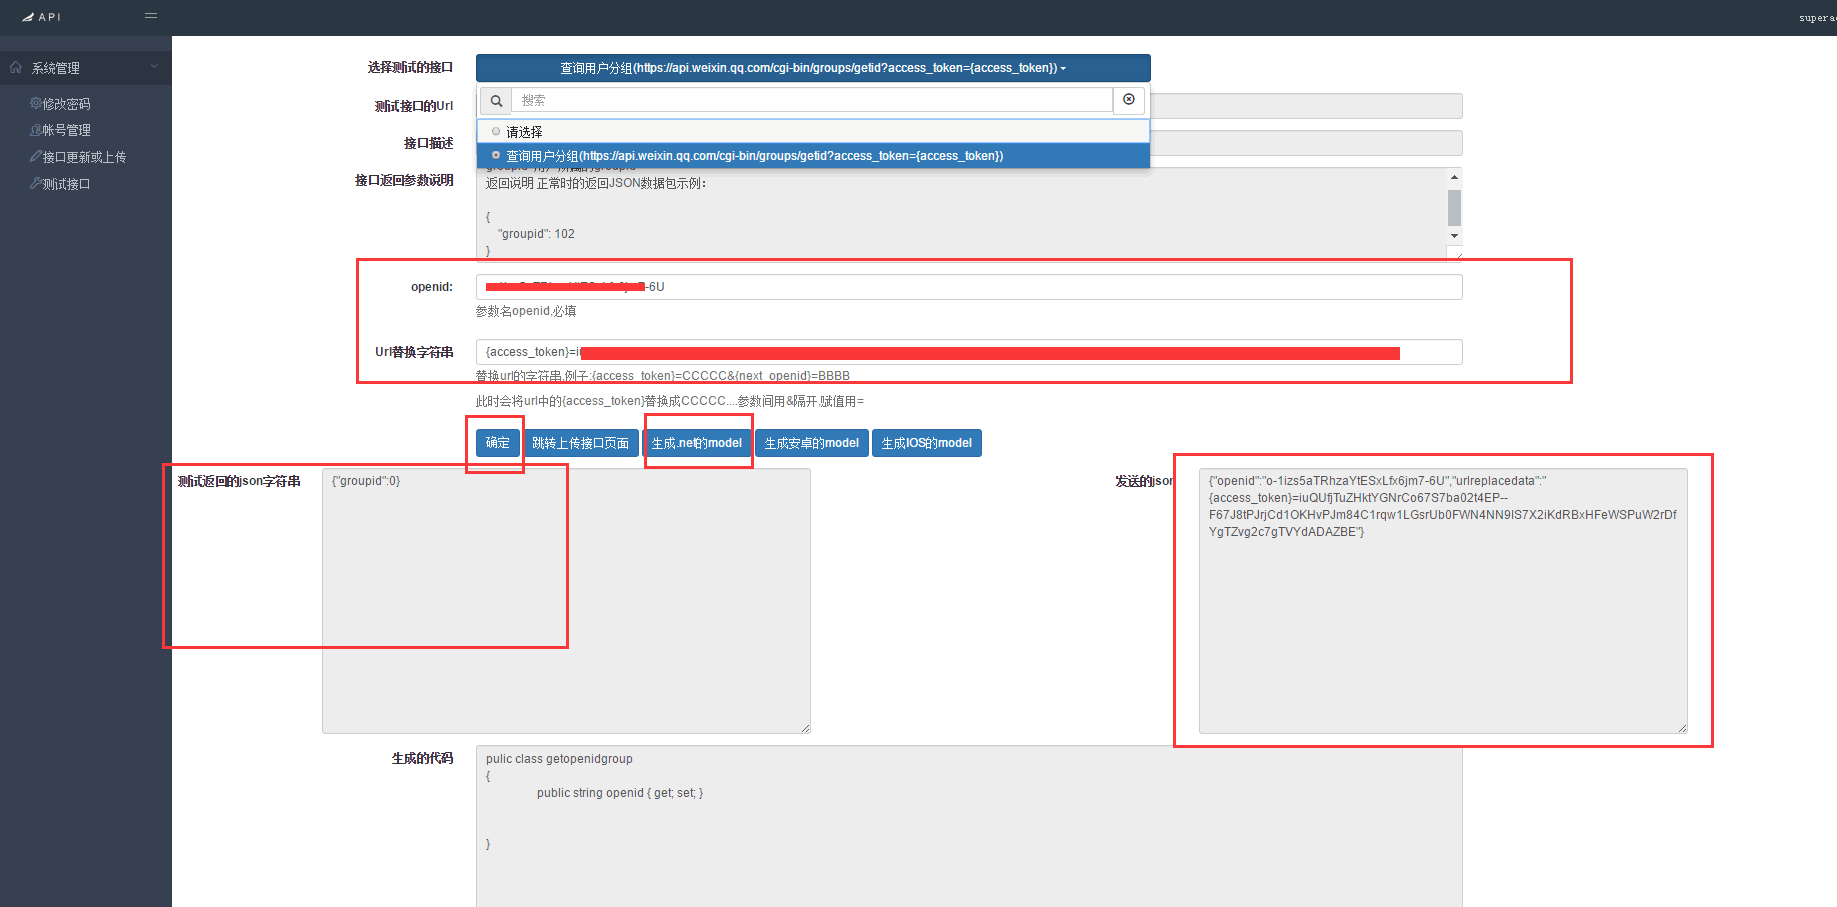 API
superac
系统管理
修改密码
帐号管理
接口更新或上传
测试接口
选择测试的接口
查询用户分组(https://api.weixin.qq.com/cgi-bin/groups/getid?access_token={access_token})
测试接口的Url
搜索
接口描述
请选择
查询用户分组(https://api.weixin.qq.com/cgi-bin/groups/getid?access_token={access_token})
接口返回参数说明
返回说明 正常时的返回JSON数据包示例:
{
"groupid": 102
}
openid:
-6U
参数名openid,必填
Url替换字符串
{access_token}=i
替换url的字符串,例子:{access_token}=CCCCC&{next_openid}=BBBB
此时会将url中的{access_token}替换成CCCCC....参数间用&隔开,赋值用=
确定
跳转上传接口页面
生成.net的model
生成安卓的model
生成IOS的model
测试返回的json字符串
{"groupid":0}
发送的json
{"openid":"o-1izs5aTRhzaYtESxLfx6jm7-6U","urlreplacedata":"
{access_token}=iuQUfjTuZHktYGNrCo67S7ba02t4EP--
F67J8tPJrjCd1OKHvPJm84C1rqw1LGsrUb0FWN4NN9IS7X2iKdRBxHFeWSPuW2rDf
YgTZvg2c7gTVYdADAZBE"}
生成的代码
pulic class getopenidgroup
{
public string openid { get; set; }
}